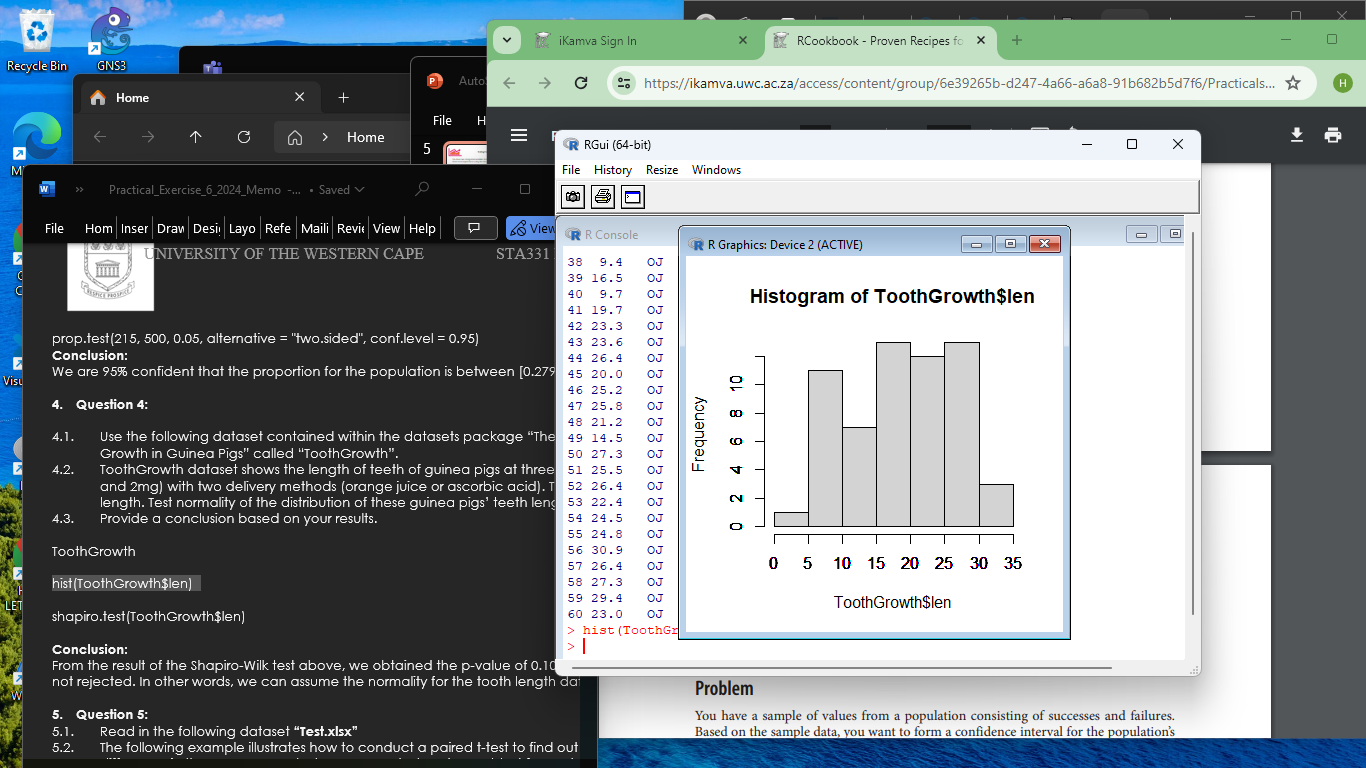 Recycle Bin
GNS3
Home
Home
Auto
File
H
5
iKamva Sign In
RCookbook - Proven Recipes fo
https://ikamva.uwc.ac.za/access/content/group/6e39265b-d247-4a66-a6a8-91b682b5d7f6/Practicals...
H
Practical_Exercise_6_2024_Memo -... • Saved
File Hom Inser Draw Desi Layo Refe Maili Revi View Help View
UNIVERSITY OF THE WESTERN CAPE STA331
RESPICE PROSPICE
prop.test(215, 500, 0.05, alternative = "two.sided", conf.level = 0.95)
Conclusion:
We are 95% confident that the proportion for the population is between [0.279
4. Question 4:
4.1. Use the following dataset contained within the datasets package “The
Growth in Guinea Pigs” called “ToothGrowth”.
4.2. ToothGrowth dataset shows the length of teeth of guinea pigs at three
and 2mg) with two delivery methods (orange juice or ascorbic acid). T
length. Test normality of the distribution of these guinea pigs’ teeth leng
4.3. Provide a conclusion based on your results.
ToothGrowth
hist(ToothGrowth$len)
shapiro.test(ToothGrowth$len)
Conclusion:
From the result of the Shapiro-Wilk test above, we obtained the p-value of 0.10
not rejected. In other words, we can assume the normality for the tooth length dat
5. Question 5:
5.1. Read in the following dataset “Test.xlsx”
5.2. The following example illustrates how to conduct a paired t-test to find out
RGui (64-bit)
File History Resize Windows
R Console
38 9.4 OJ
39 16.5 OJ
40 9.7 OJ
41 19.7 OJ
42 23.3 OJ
43 23.6 OJ
44 26.4 OJ
45 20.0 OJ
46 25.2 OJ
47 25.8 OJ
48 21.2 OJ
49 14.5 OJ
50 27.3 OJ
51 25.5 OJ
52 26.4 OJ
53 22.4 OJ
54 24.5 OJ
55 24.8 OJ
56 30.9 OJ
57 26.4 OJ
58 27.3 OJ
59 29.4 OJ
60 23.0 OJ
> hist(ToothGr
>
R Graphics: Device 2 (ACTIVE)
Histogram of ToothGrowth$len
Frequency
10
8
6
4
2
0
0 5 10 15 20 25 30 35
ToothGrowth$len
Problem
You have a sample of values from a population consisting of successes and failures.
Based on the sample data, you want to form a confidence interval for the population’s